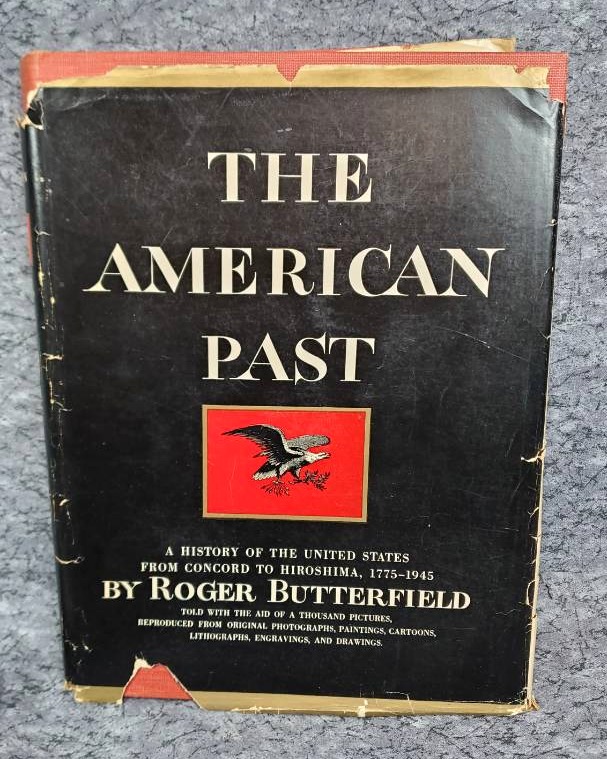 THE
AMERICAN
PAST
A HISTORY OF THE UNITED STATES
FROM CONCORD TO HIROSHIMA, 1775-1945
BY ROGER BUTTERFIELD
TOLD WITH THE AID OF A THOUSAND PICTURES,
REPRODUCED FROM ORIGINAL PHOTOGRAPHS, PAINTINGS, CARTOONS,
LITHOGRAPHS, ENGRAVINGS, AND DRAWINGS.